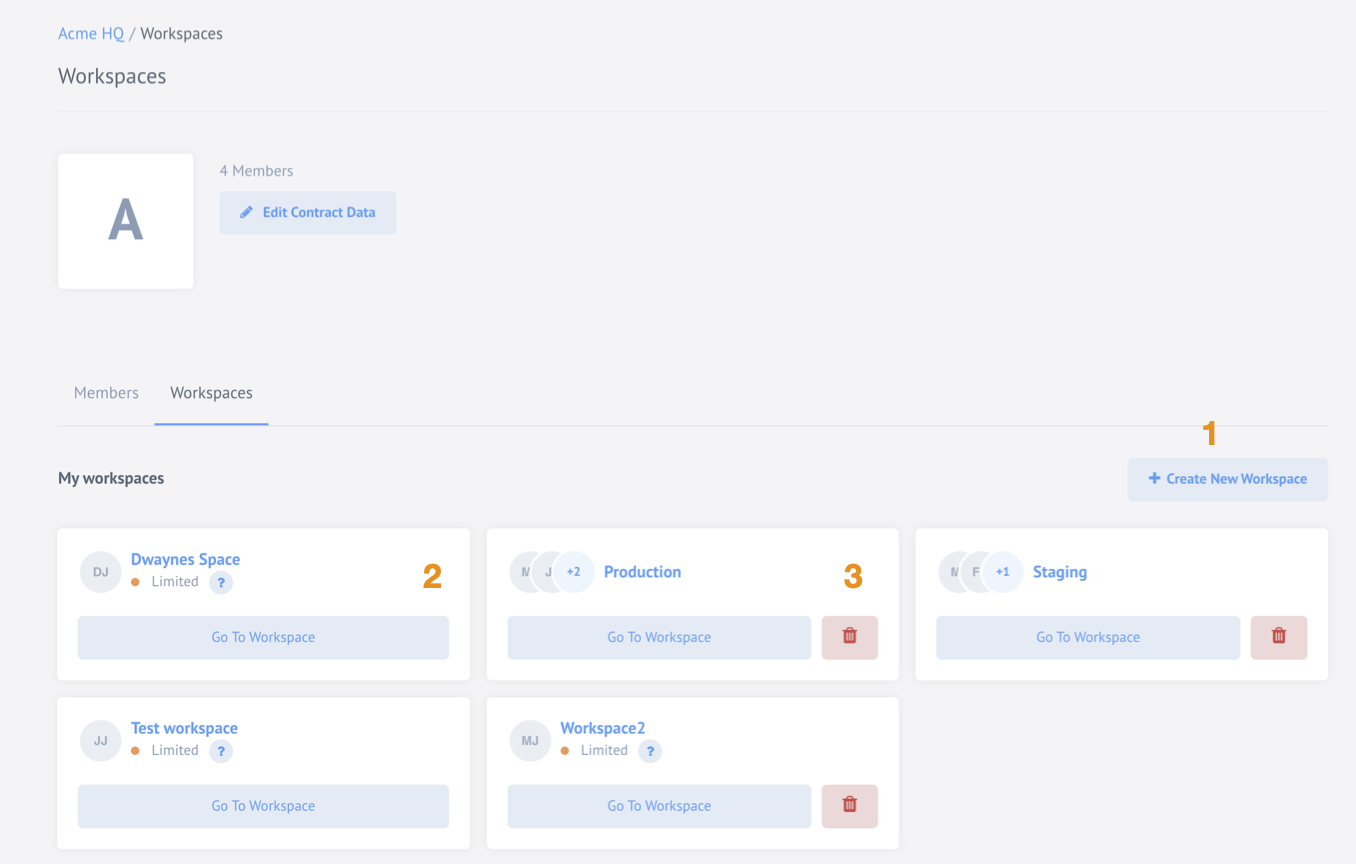 Acme HQ / Workspaces
Workspaces
A
4 Members
Edit Contract Data
Members Workspaces
1
My workspaces
+ Create New Workspace
DJ Dwaynes Space
Limited ?
2
Go To Workspace
M J +2 Production
3
Go To Workspace
M F +1 Staging
Go To Workspace
JJ Test workspace
Limited ?
Go To Workspace
MJ Workspace2
Limited ?
Go To Workspace